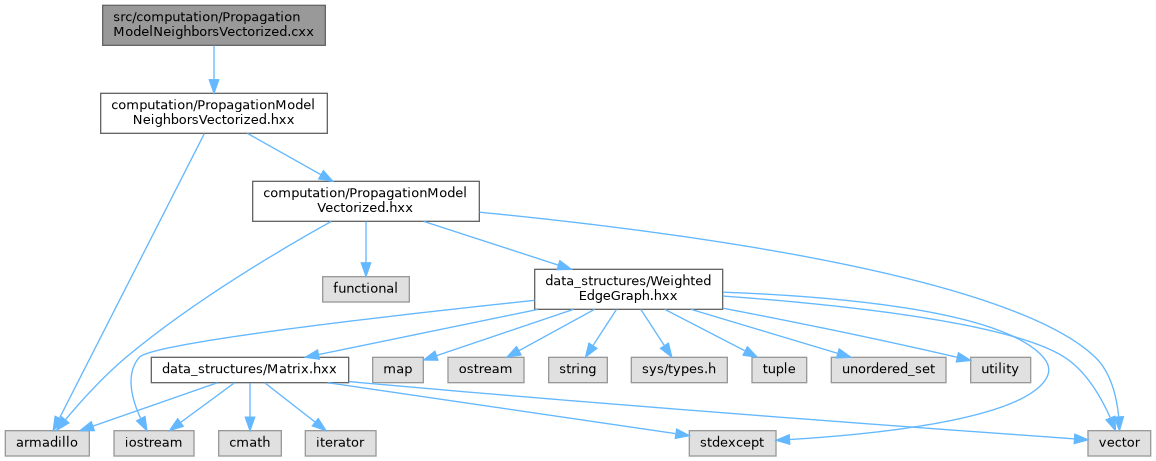 src/computation/Propagation
ModelNeighborsVectorized.cxx
computation/PropagationModel
NeighborsVectorized.hxx
computation/PropagationModel
Vectorized.hxx
functional
data_structures/Weighted
EdgeGraph.hxx
data_structures/Matrix.hxx
map
ostream
string
sys/types.h
tuple
unordered_set
utility
armadillo
iostream
cmath
iterator
stdexcept
vector